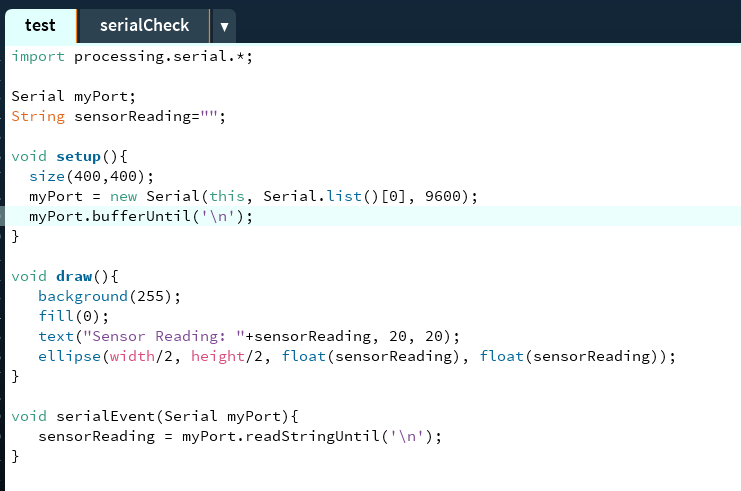 test serialCheck ▼
import processing.serial.*;
Serial myPort;
String sensorReading="";
void setup(){
size(400,400);
myPort = new Serial(this, Serial.list()[0], 9600);
myPort.bufferUntil('\n');
}
void draw(){
background(255);
fill(0);
text("Sensor Reading: "+sensorReading, 20, 20);
ellipse(width/2, height/2, float(sensorReading), float(sensorReading));
}
void serialEvent(Serial myPort){
sensorReading = myPort.readStringUntil('\n');
}